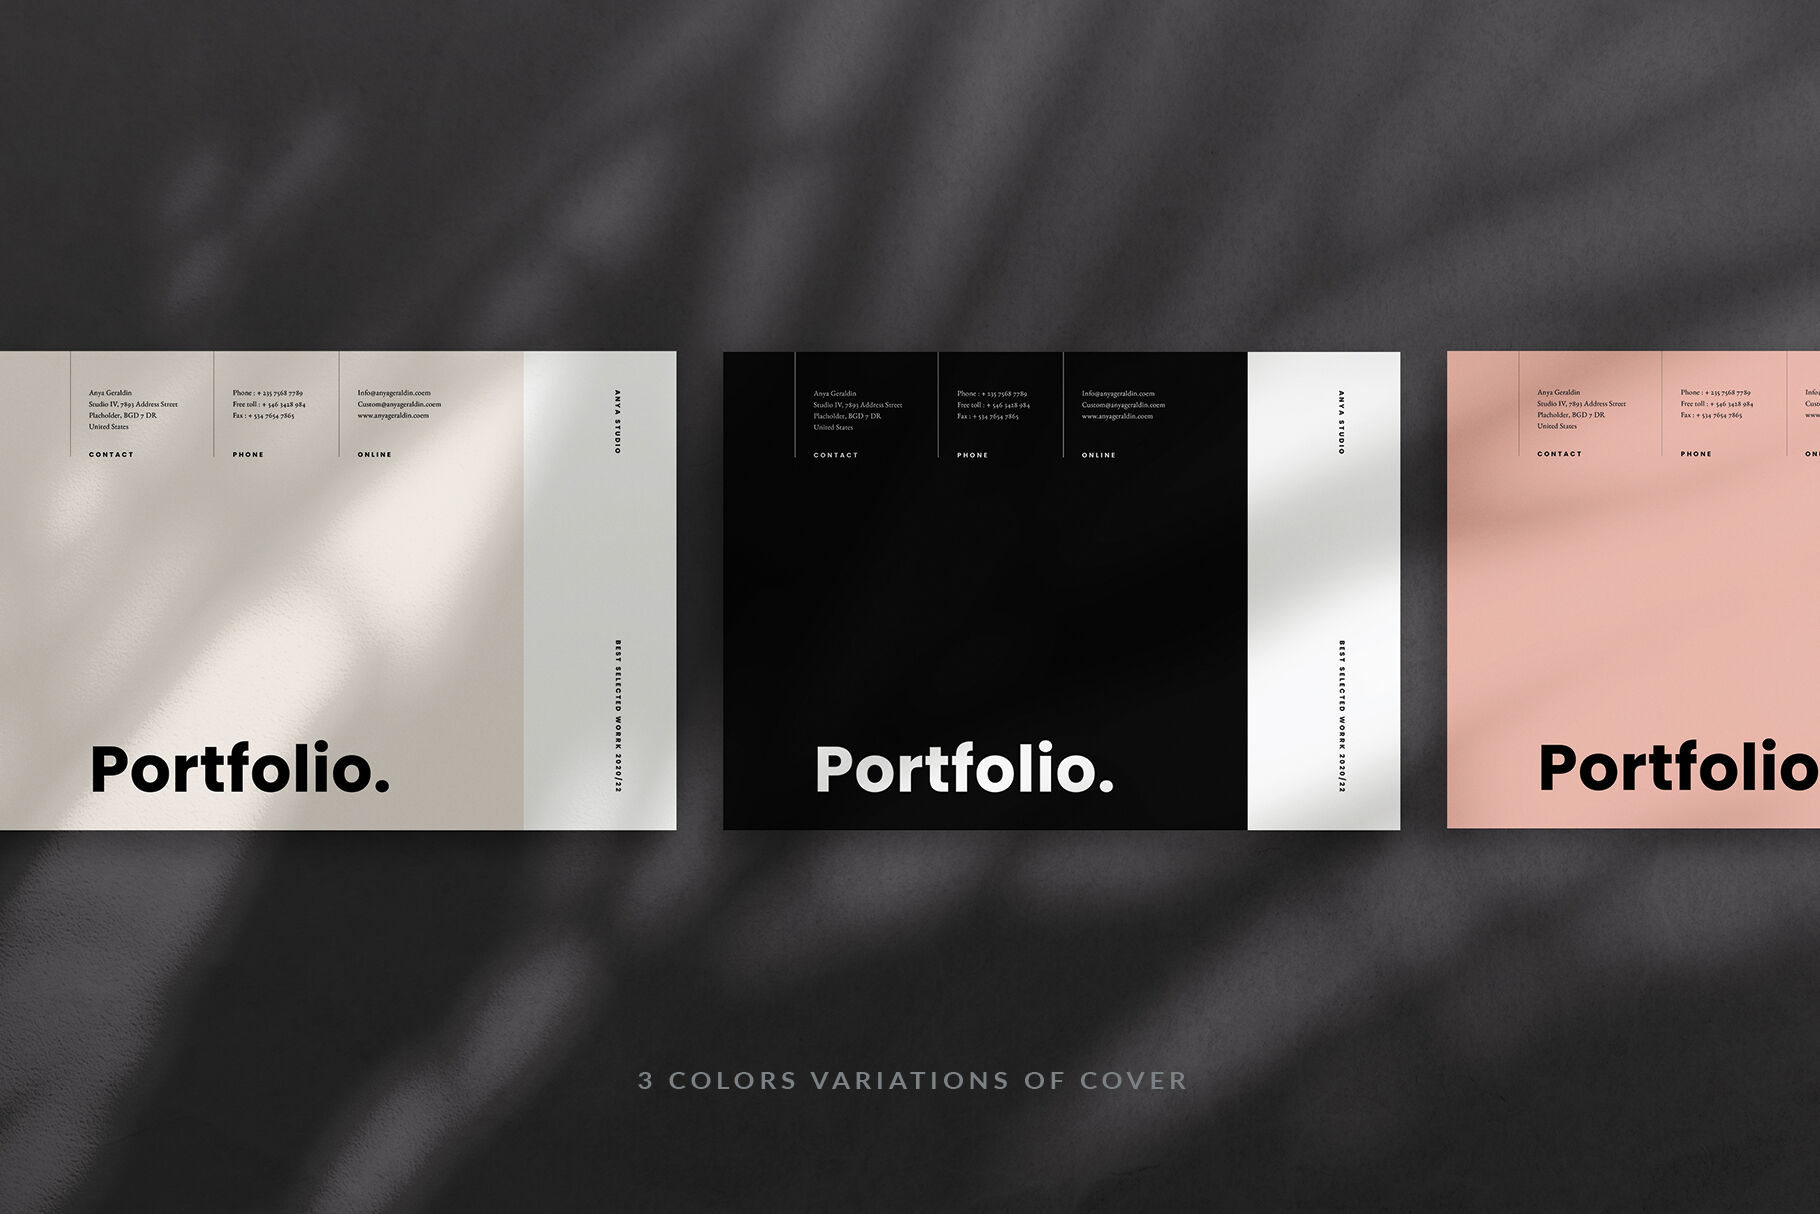 Anya Geraldin
Studio IV, 7893 Address Street
Placholder, BGD 7 DR
United States
CONTACT
Phone : + 235 7568 7789
Free toll : + 546 3428 984
Fax : + 534 7654 7865
PHONE
Info@anyageraldin.coem
Custom@anyageraldin.coem
www.anyageraldin.coem
ONLINE
ANYA STUDIO
BEST SELECTED WORRK 2020/22
Portfolio.
Anya Geraldin
Studio IV, 7893 Address Street
Placholder, BGD 7 DR
United States
CONTACT
Phone : + 235 7568 7789
Free toll : + 546 3428 984
Fax : + 534 7654 7865
PHONE
Info@anyageraldin.coem
Custom@anyageraldin.coem
www.anyageraldin.coem
ONLINE
ANYA STUDIO
BEST SELECTED WORRK 2020/22
Portfolio.
Anya Geraldin
Studio IV, 7893 Address Street
Placholder, BGD 7 DR
United States
CONTACT
Phone : + 235 7568 7789
Free toll : + 546 3428 984
Fax : + 534 7654 7865
PHONE
Portfolio
3 COLORS VARIATIONS OF COVER